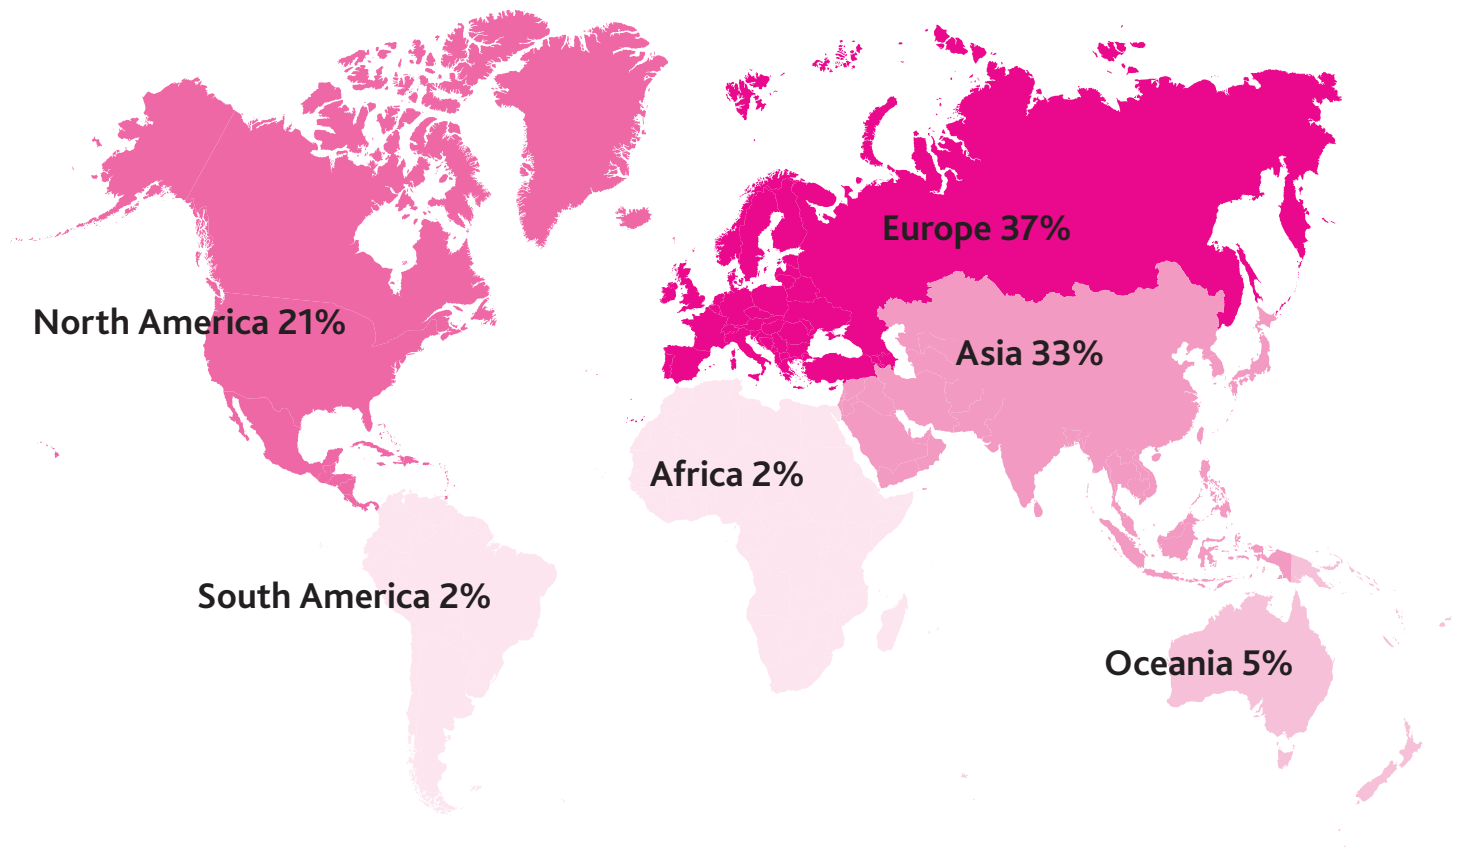 Europe 37%
North America 21%
Asia 33%
Africa 2%
South America 2%
Oceania 5%